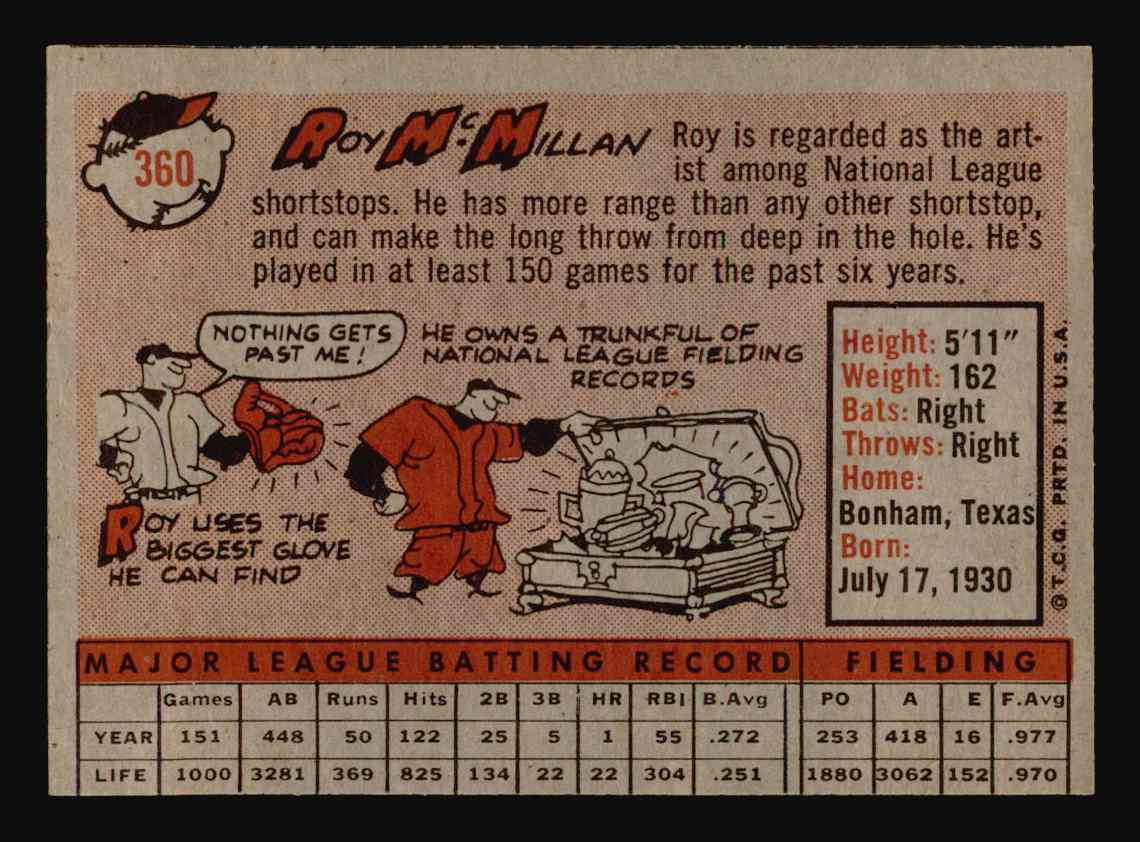 360
Roy McMillan
Roy is regarded as the art-
ist among National League
shortstops. He has more range than any other shortstop,
and can make the long throw from deep in the hole. He's
played in at least 150 games for the past six years.
NOTHING GETS
PAST ME!
HE OWNS A TRUNKFUL OF
NATIONAL LEAGUE FIELDING
RECORDS
ROY USES THE
BIGGEST GLOVE
HE CAN FIND
Height: 5'11"
Weight: 162
Bats: Right
Throws: Right
Home:
Bonham, Texas
Born:
July 17, 1930
©T.C.G. PRTD. IN U.S.A.
MAJOR LEAGUE BATTING RECORD FIELDING
Games AB Runs Hits 2B 3B HR RBI B.Avg PO A E F.Avg
YEAR 151 448 50 122 25 5 1 55 .272 253 418 16 .977
LIFE 1000 3281 369 825 134 22 22 304 .251 1880 3062 152 .970